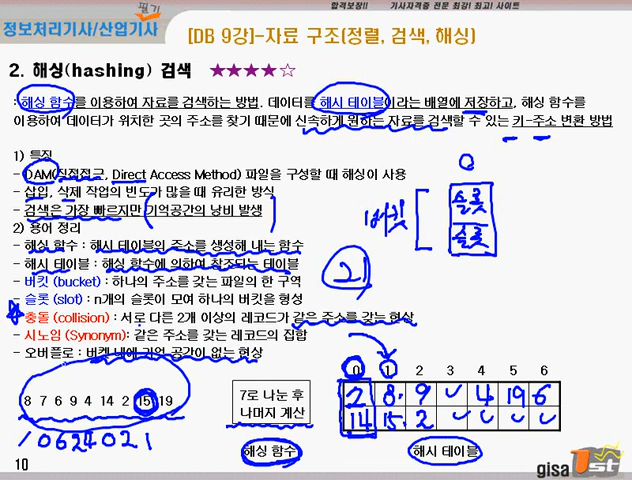 합격보장!! 기사자격증 전문 최강! 최고! 사이트
필기
정보처리기사/산업기사
[DB 9강]-자료 구조(정렬, 검색, 해싱)
2. 해싱(hashing) 검색 ★★★★☆
: 해싱 함수를 이용하여 자료를 검색하는 방법. 데이터를 해시 테이블이라는 배열에 저장하고, 해싱 함수를
이용하여 데이터가 위치한 곳의 주소를 찾기 때문에 신속하게 원하는 자료를 검색할 수 있는 키-주소 변환 방법
1) 특징
- DAM(직접접근, Direct Access Method) 파일을 구성할 때 해싱이 사용
- 삽입, 삭제 작업의 빈도가 많을 때 유리한 방식
- 검색은 가장 빠르지만 기억공간의 낭비 발생
0
1버킷
슬롯
슬롯
2) 용어 정리
- 해싱 함수 : 해시 테이블의 주소를 생성해 내는 함수
- 해시 테이블 : 해싱 함수에 의하여 참조되는 테이블
- 버킷 (bucket) : 하나의 주소를 갖는 파일의 한 구역
- 슬롯 (slot) : n개의 슬롯이 모여 하나의 버킷을 형성
- 충돌 (collision) : 서로 다른 2개 이상의 레코드가 같은 주소를 갖는 현상
- 시노임 (Synonym): 같은 주소를 갖는 레코드의 집합
- 오버플로 : 버켓 내에 기억 공간이 없는 현상
21
8 7 6 9 4 14 2 15 19
1 0 6 2 4 0 2 1
7로 나눈 후
나머지 계산
해싱 함수
0 1 2 3 4 5 6
8 9 4 19 6
14 15 2
해시 테이블
10
gisa 1st